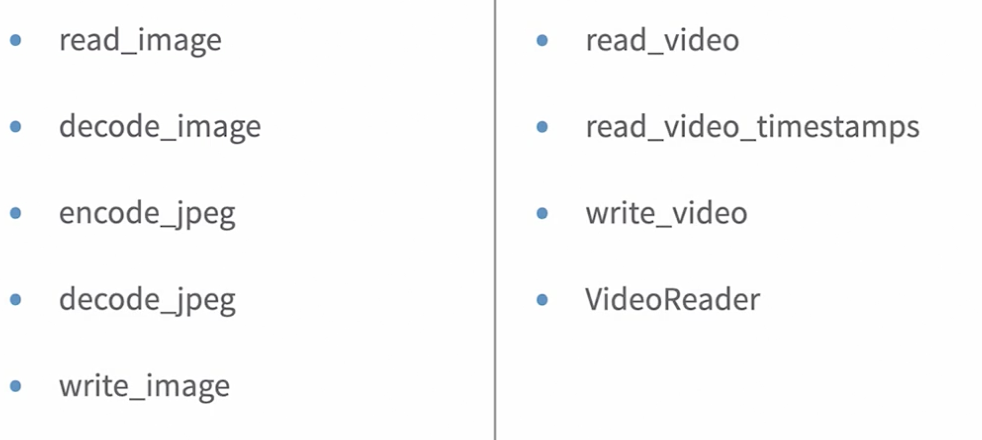 read_image
decode_image
encode_jpeg
decode_jpeg
write_image
read_video
read_video_timestamps
write_video
VideoReader